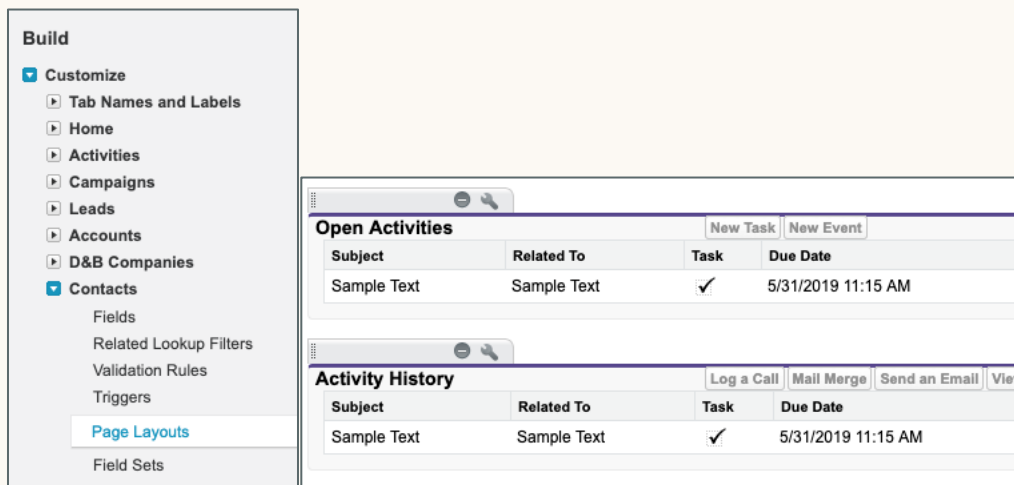 Build
Customize
Tab Names and Labels
Home
Activities
Campaigns
Leads
Accounts
D&B Companies
Contacts
Fields
Related Lookup Filters
Validation Rules
Triggers
Page Layouts
Field Sets
Open Activities New Task New Event
Subject Related To Task Due Date
Sample Text Sample Text 5/31/2019 11:15 AM
Activity History Log a Call Mail Merge Send an Email
Subject Related To Task Due Date
Sample Text Sample Text 5/31/2019 11:15 AM